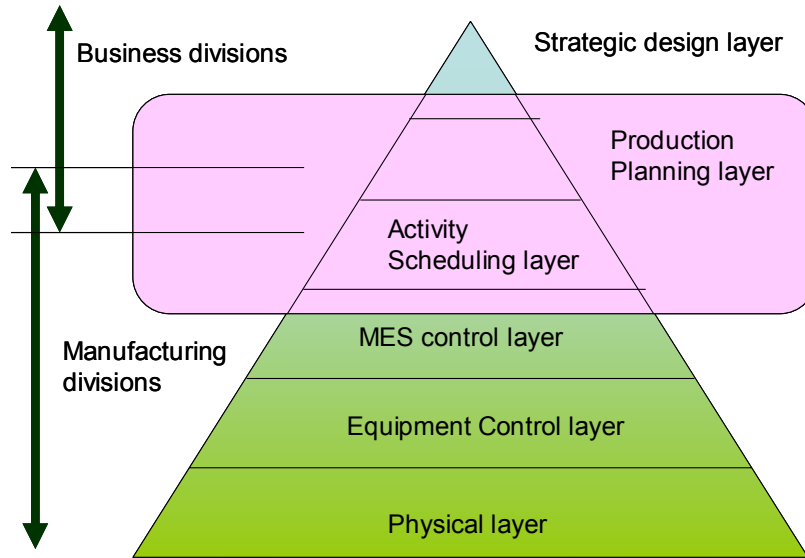 Business divisions
Strategic design layer
Production
Planning layer
Activity
Scheduling layer
MES control layer
Manufacturing
divisions
Equipment Control layer
Physical layer